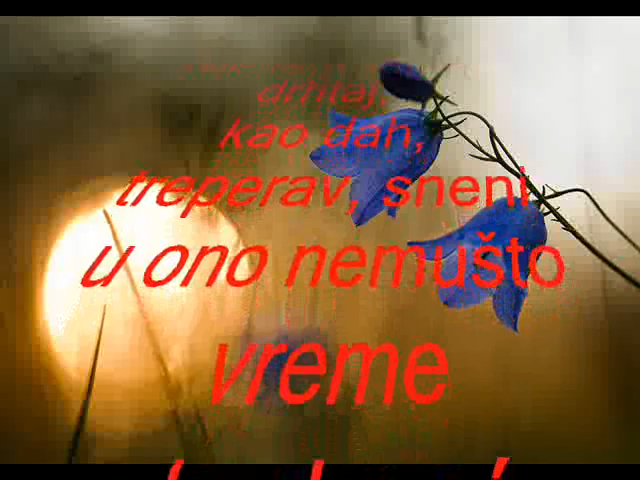 drhtaj,
kao dah,
treperav, sneni
u ono nemušto
vreme